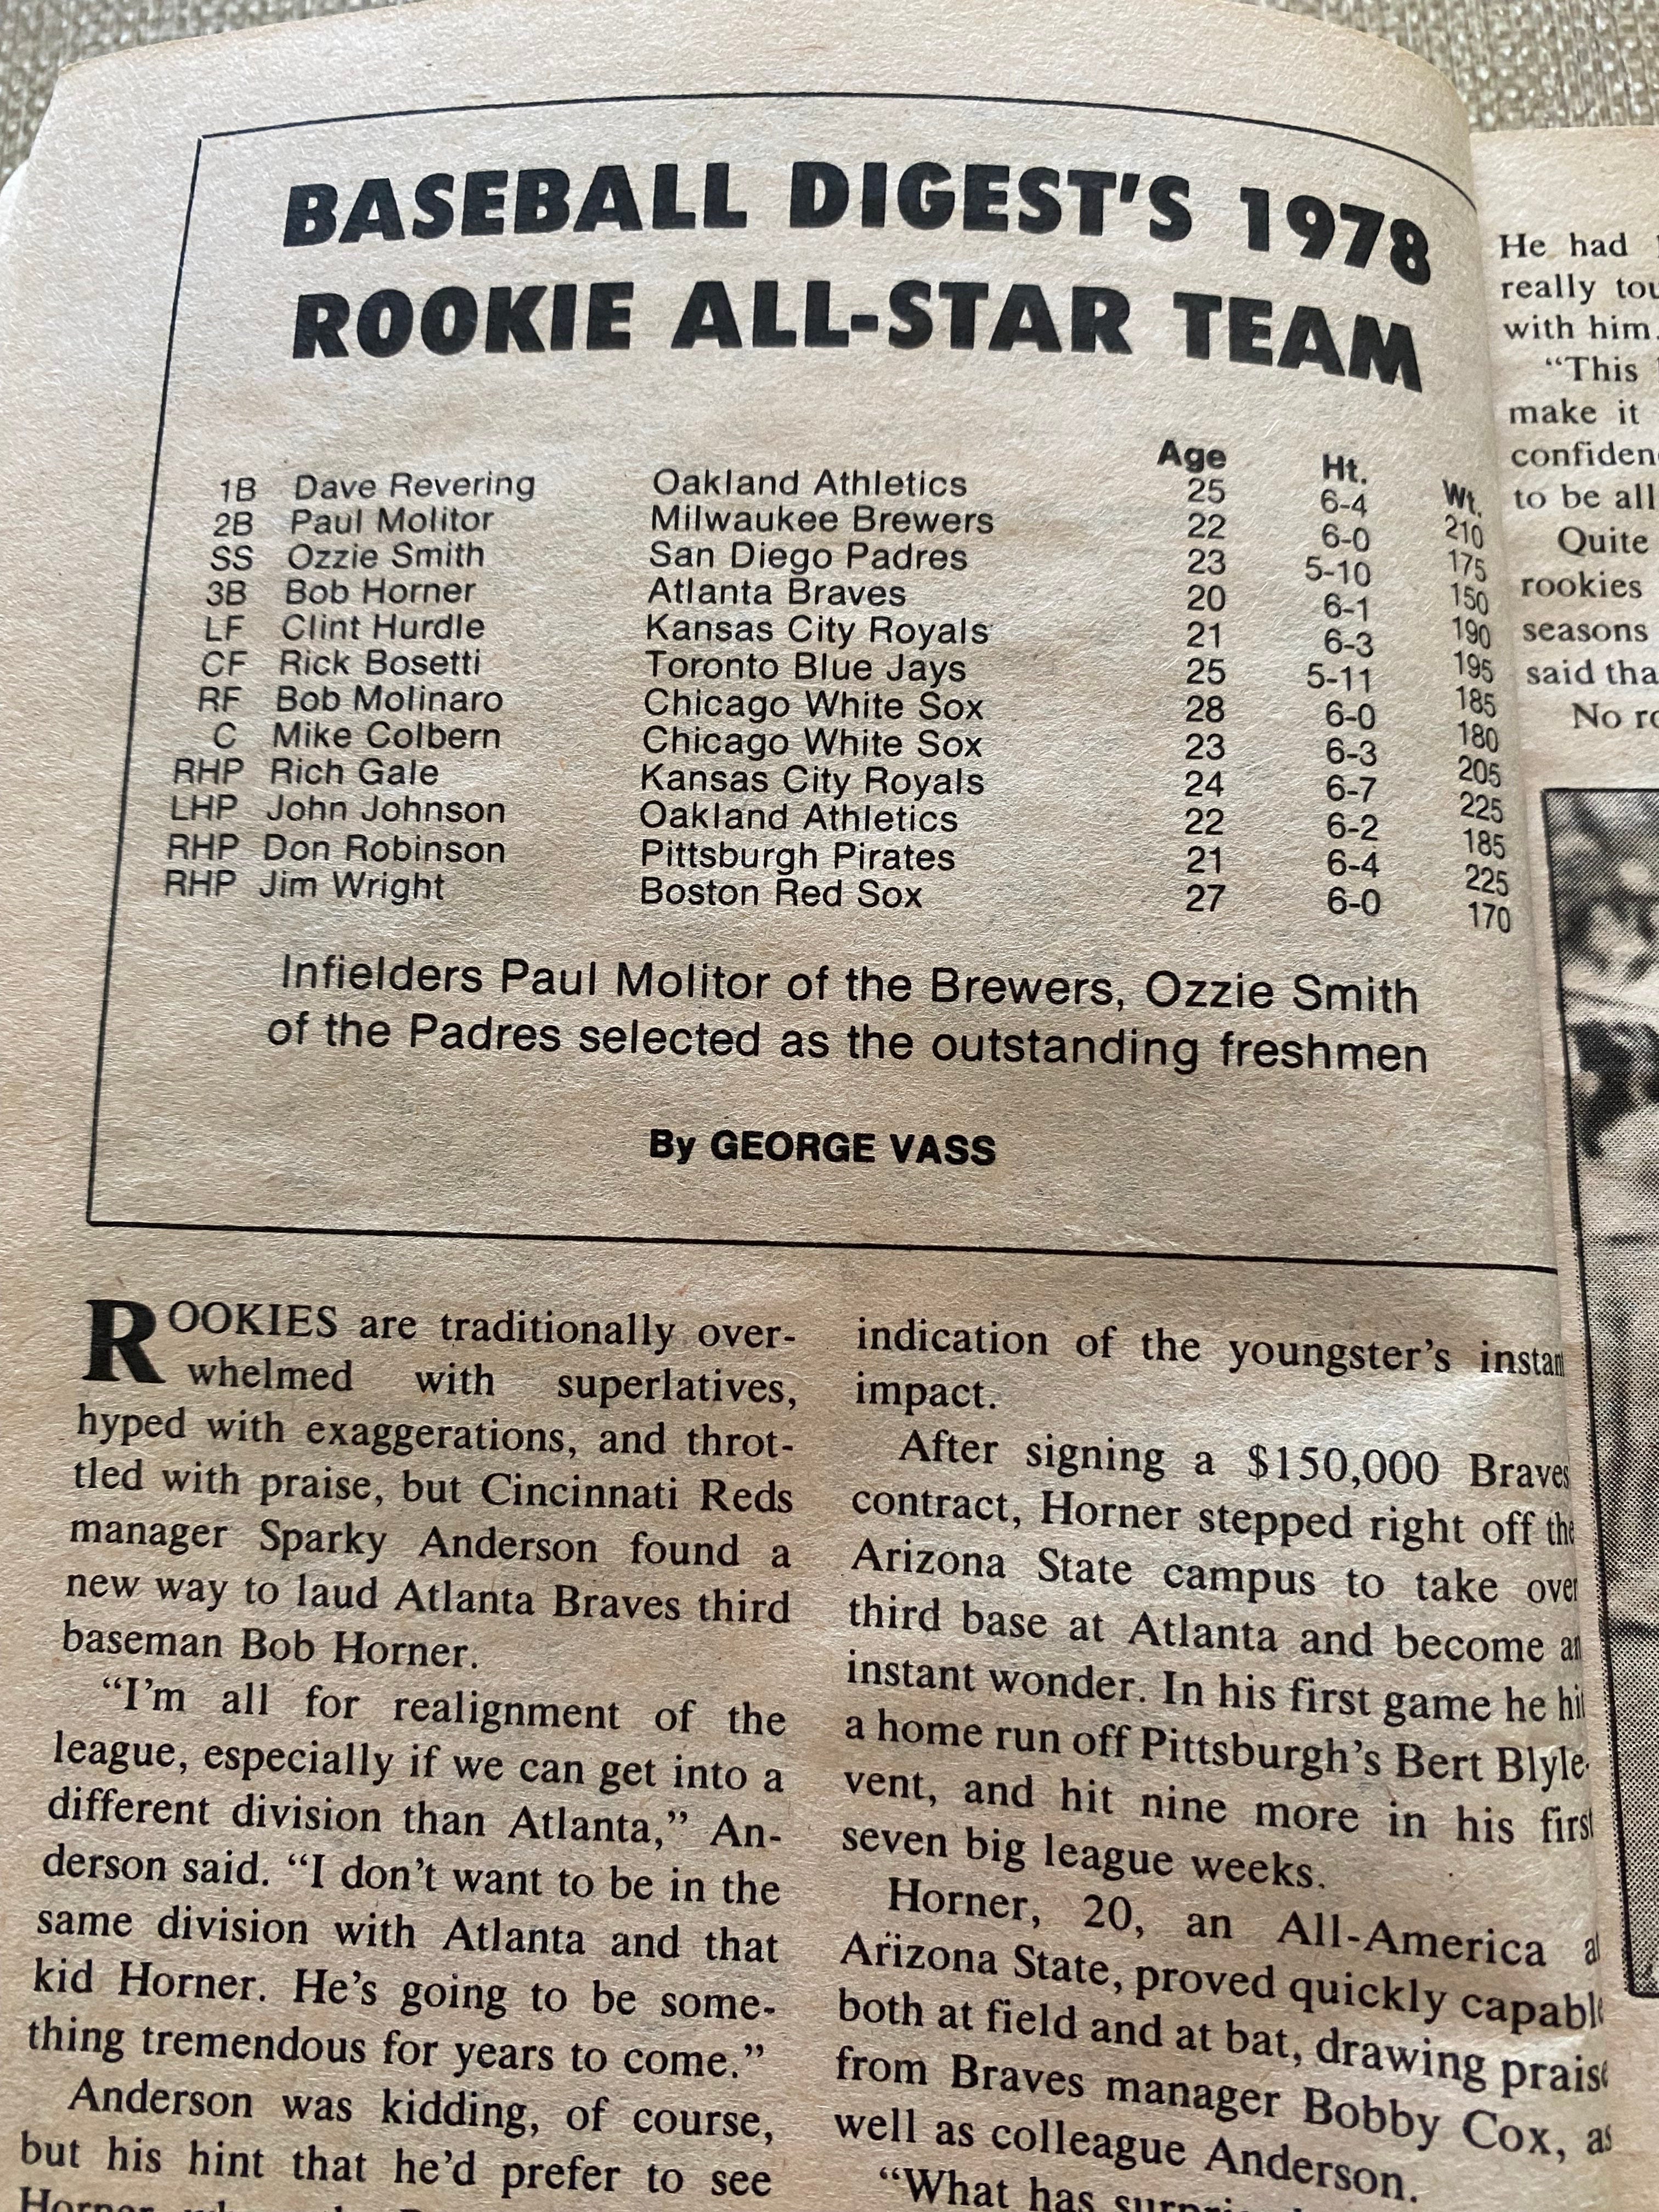 BASEBALL DIGEST'S 1978
ROOKIE ALL-STAR TEAM
Age Ht. Wt.
1B Dave Revering Oakland Athletics 25 6-4 210
2B Paul Molitor Milwaukee Brewers 22 6-0 175
SS Ozzie Smith San Diego Padres 23 5-10 150
3B Bob Horner Atlanta Braves 20 6-1 190
LF Clint Hurdle Kansas City Royals 21 6-3 195
CF Rick Bosetti Toronto Blue Jays 25 5-11 185
RF Bob Molinaro Chicago White Sox 28 6-0 180
C Mike Colbern Chicago White Sox 23 6-3 205
RHP Rich Gale Kansas City Royals 24 6-7 225
LHP John Johnson Oakland Athletics 22 6-2 185
RHP Don Robinson Pittsburgh Pirates 21 6-4 225
RHP Jim Wright Boston Red Sox 27 6-0 170
Infielders Paul Molitor of the Brewers, Ozzie Smith
of the Padres selected as the outstanding freshmen
By GEORGE VASS
ROOKIES are traditionally over-
whelmed with superlatives,
hyped with exaggerations, and throt-
tled with praise, but Cincinnati Reds
manager Sparky Anderson found a
new way to laud Atlanta Braves third
baseman Bob Horner.
"I'm all for realignment of the
league, especially if we can get into a
different division than Atlanta," An-
derson said. "I don't want to be in the
same division with Atlanta and that
kid Horner. He's going to be some-
thing tremendous for years to come."
Anderson was kidding, of course,
but his hint that he'd prefer to see
Horner
indication of the youngster's instant
impact.
After signing a $150,000 Braves
contract, Horner stepped right off the
Arizona State campus to take over
third base at Atlanta and become an
instant wonder. In his first game he hit
a home run off Pittsburgh's Bert Blyle-
vent, and hit nine more in his first
seven big league weeks.
Horner, 20, an All-America at
Arizona State, proved quickly capable
both at field and at bat, drawing praise
from Braves manager Bobby Cox, as
well as colleague Anderson.
"What has
He had
really
with him.
"This
make it
to be all
Quite
rookies
seasons
said
No